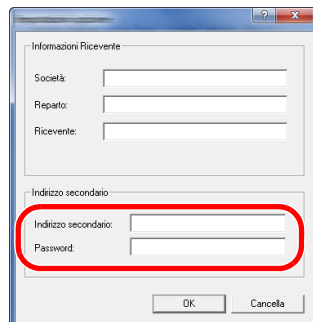 Informazioni Ricevente
Società:
Reparto:
Ricevente:
Indirizzo secondario
Indirizzo secondario:
Password:
OK
Cancella